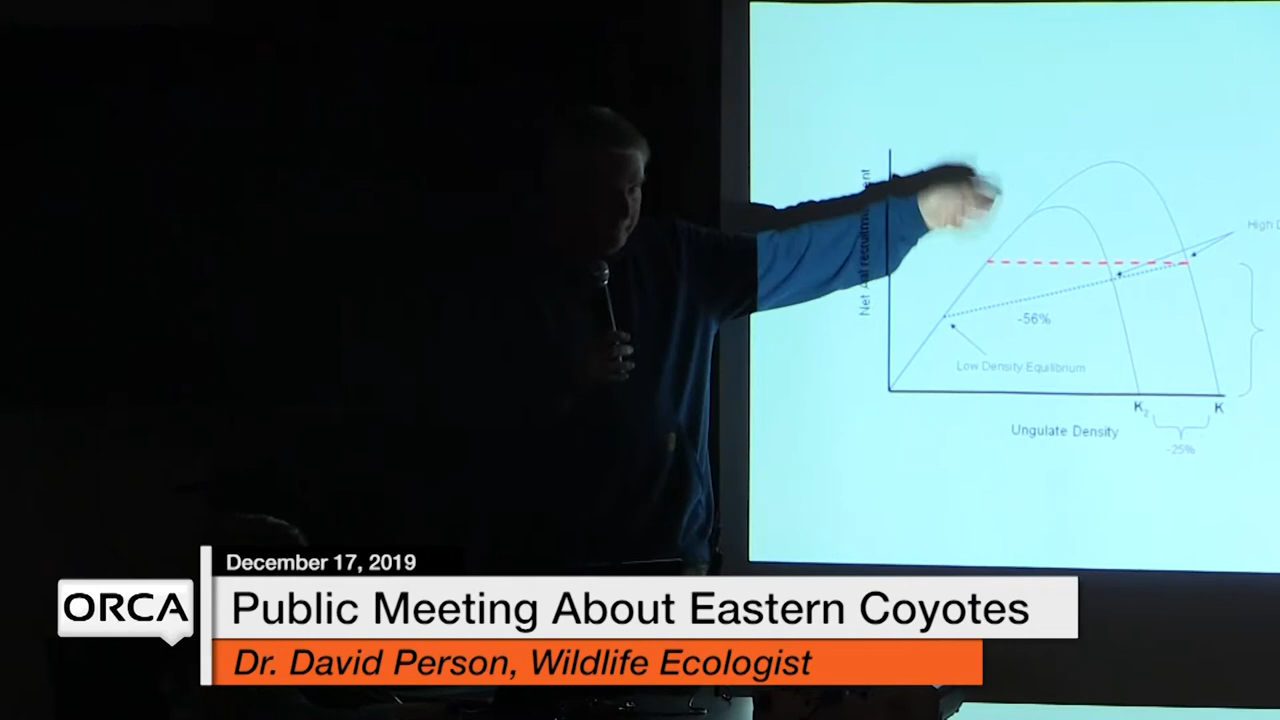 Net
recruitment
High
-56%
Low Density Equilibrium
K2
K
Ungulate Density
-25%
December 17, 2019
ORCA
Public Meeting About Eastern Coyotes
Dr. David Person, Wildlife Ecologist